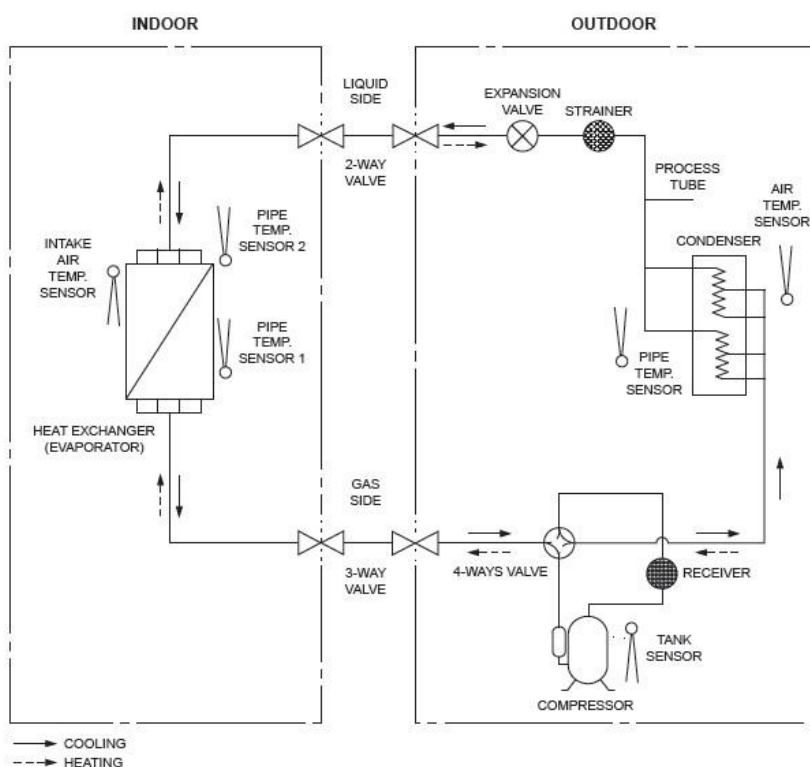 INDOOR
OUTDOOR
LIQUID
SIDE
2-WAY
VALVE
EXPANSION
VALVE
STRAINER
PROCESS
TUBE
AIR
TEMP.
SENSOR
CONDENSER
PIPE
TEMP.
SENSOR 2
INTAKE
AIR
TEMP.
SENSOR
PIPE
TEMP.
SENSOR 1
PIPE
TEMP.
SENSOR
HEAT EXCHANGER
(EVAPORATOR)
GAS
SIDE
3-WAY
VALVE
4-WAYS VALVE
RECEIVER
TANK
SENSOR
COMPRESSOR
COOLING
HEATING